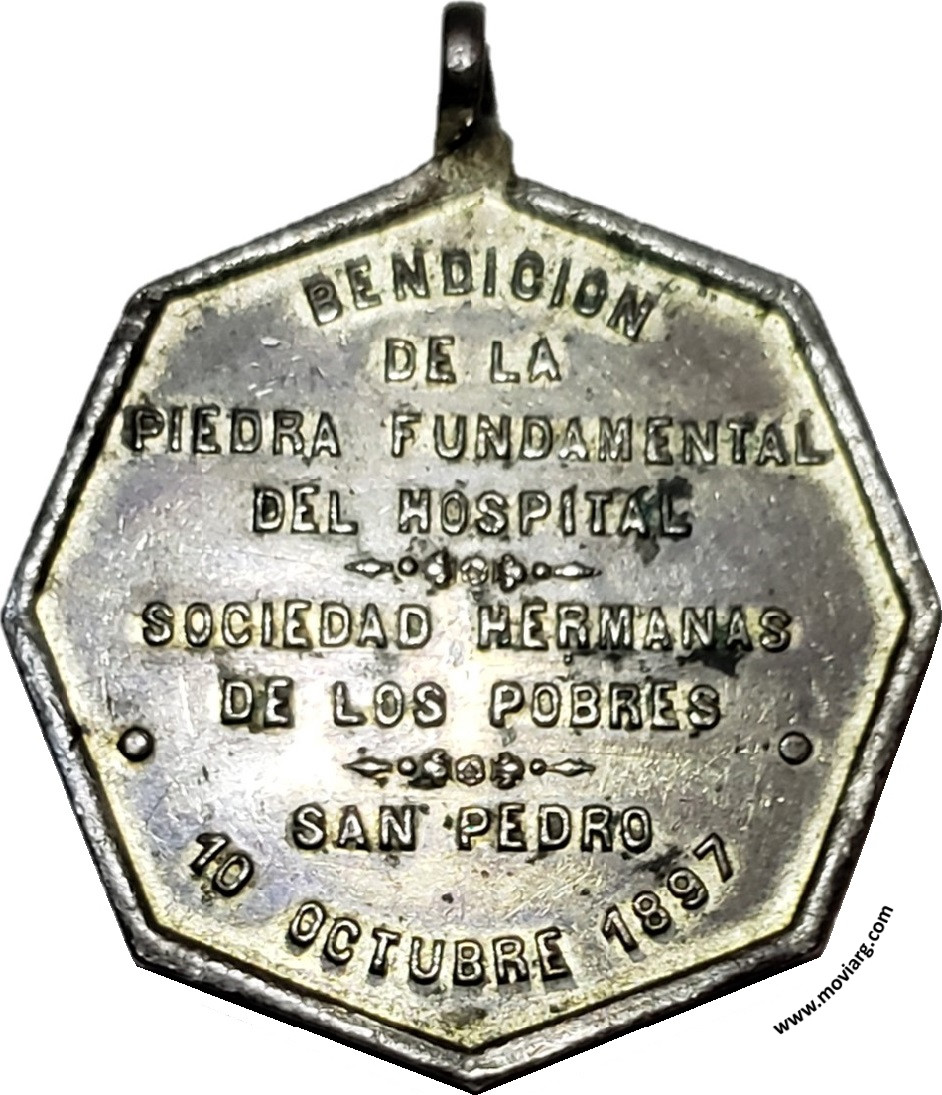 BENDICION
DE LA
PIEDRA FUNDAMENTAL
DEL HOSPITAL
SOCIEDAD HERMANAS
DE LOS POBRES
SAN PEDRO
10 OCTUBRE 1897
www.moviarg.com